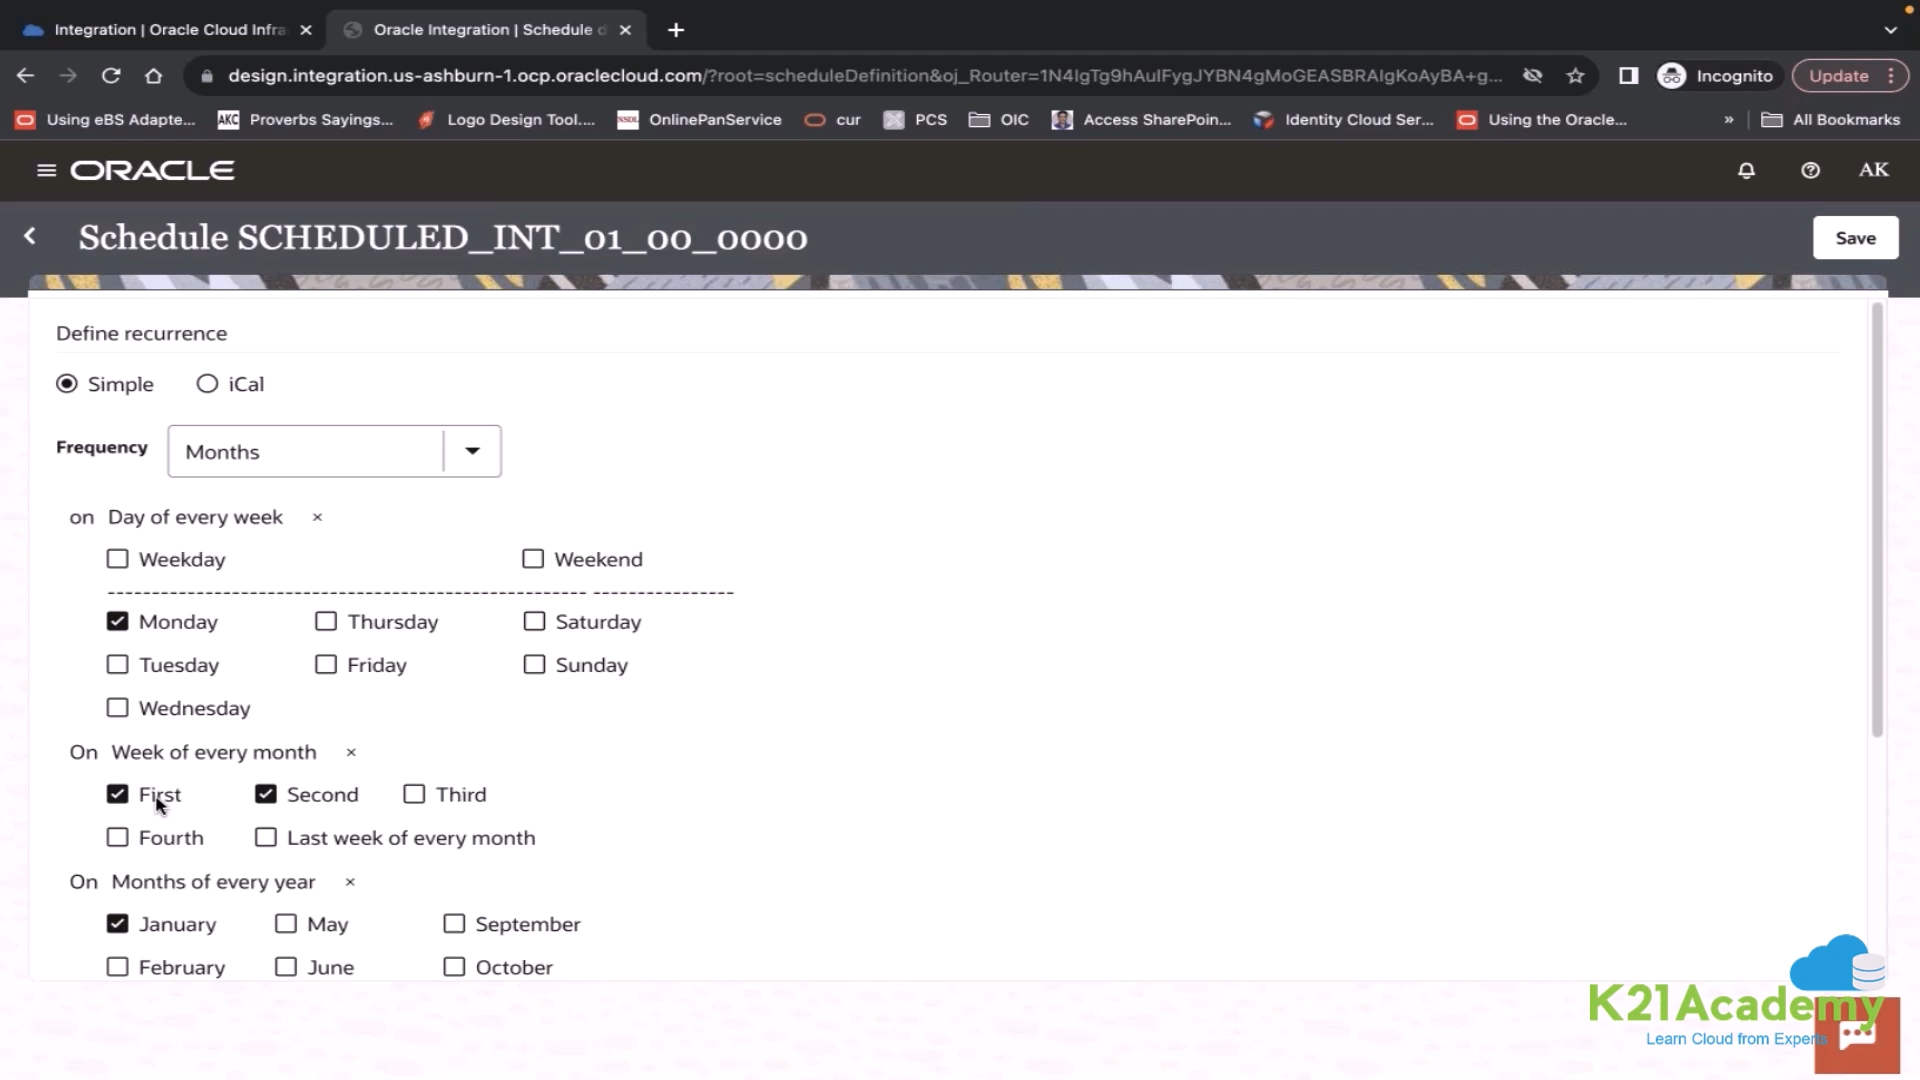 Integration | Oracle Cloud Infra
Oracle Integration | Schedule d
design.integration.us-ashburn-1.ocp.oraclecloud.com/?root=scheduleDefinition&oj_Router=1N4IgTg9hAuIFygJYBN4gMoGEASBRAIgKoAyBA+g...
Incognito
Update
Using eBS Adapte...
AKC
Proverbs Sayings...
Logo Design Tool....
NSDL
OnlinePanService
cur
PCS
OIC
Access SharePoin...
Identity Cloud Ser...
Using the Oracle...
»
All Bookmarks
ORACLE
AK
Schedule SCHEDULED_INT_01_00_0000
Save
Define recurrence
Simple
iCal
Frequency
Months
on Day of every week ×
Weekday
Weekend
Monday
Thursday
Saturday
Tuesday
Friday
Sunday
Wednesday
On Week of every month ×
First
Second
Third
Fourth
Last week of every month
On Months of every year ×
January
May
September
February
June
October
K21Academy
Learn Cloud from Experts